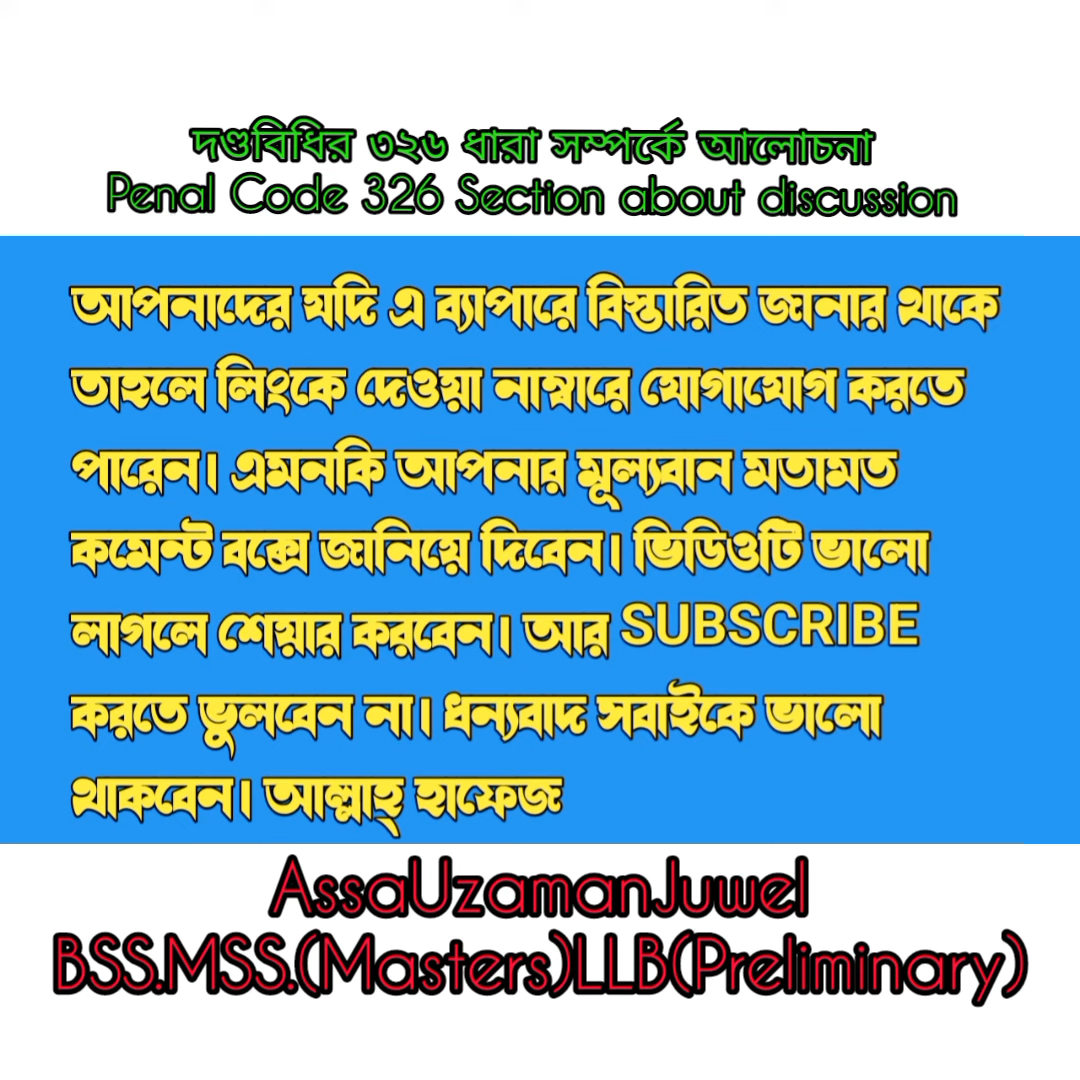 দণ্ডবিধির ৩২৬ ধারা সম্পর্কে আলোচনা
Penal Code 326 Section about discussion
আপনাদের যদি এ ব্যাপারে বিস্তারিত জানার থাকে
তাহলে লিংকে দেওয়া নাম্বারে যোগাযোগ করতে
পারেন। এমনকি আপনার মূল্যবান মতামত
কমেন্ট বক্সে জানিয়ে দিবেন। ভিডিওটি ভালো
লাগলে শেয়ার করবেন। আর SUBSCRIBE
করতে ভুলবেন না। ধন্যবাদ সবাইকে ভালো
থাকবেন। আল্লাহ্ হাফেজ
AssaUzamanJuwel
BSS.MSS.(Masters)LLB(Preliminary)